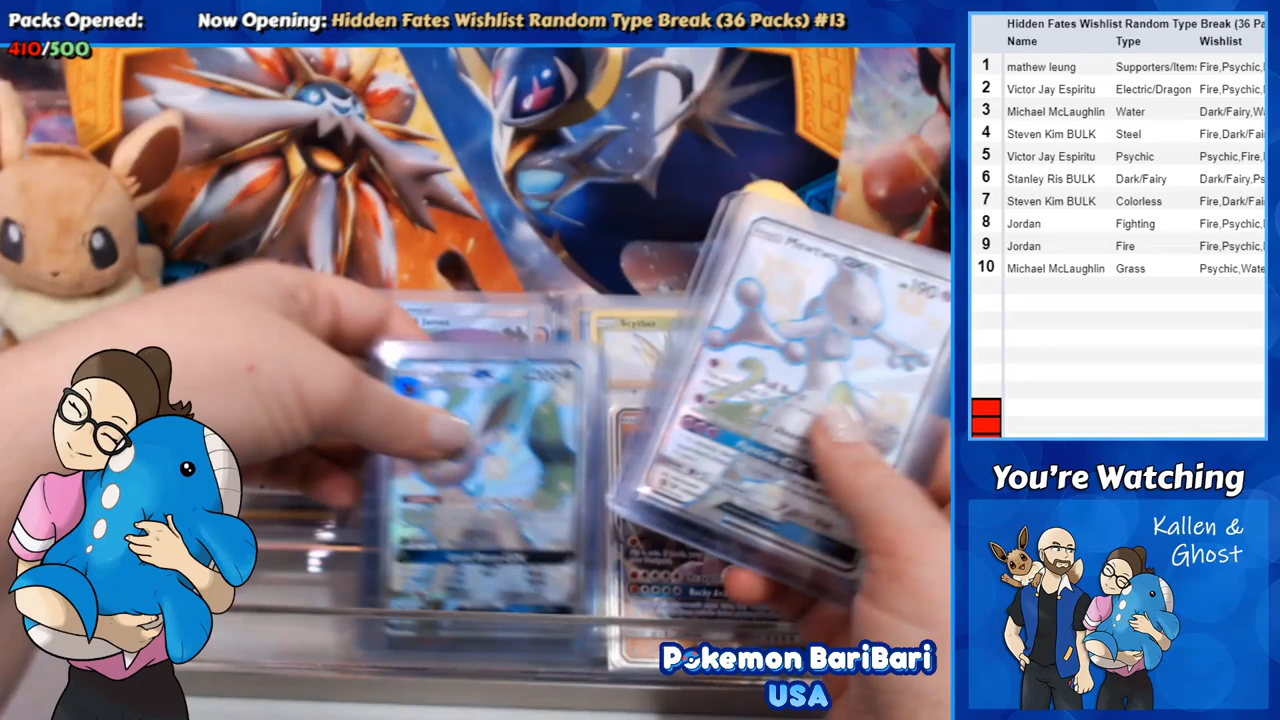 Packs Opened:
410/500
Now Opening: Hidden Fates Wishlist Random Type Break (36 Packs) #13
Hidden Fates Wishlist Random Type Break (36 Pa
Name Type Wishlist
1 mathew leung Supporters/Item: Fire,Psychic,
2 Victor Jay Espiritu Electric/Dragon Fire,Psychic,
3 Michael McLaughlin Water Dark/Fairy,Wa
4 Steven Kim BULK Steel Fire,Dark/Fai
5 Victor Jay Espiritu Psychic Psychic,Fire,
6 Stanley Ris BULK Dark/Fairy Dark/Fairy,Ps
7 Steven Kim BULK Colorless Fire,Dark/Fai
8 Jordan Fighting Fire,Psychic,
9 Jordan Fire Fire,Psychic,
10 Michael McLaughlin Grass Psychic,Wate
James
Scyther
Mewtwo
190
You're Watching
Kallen &
Ghost
Pokemon BariBari
USA